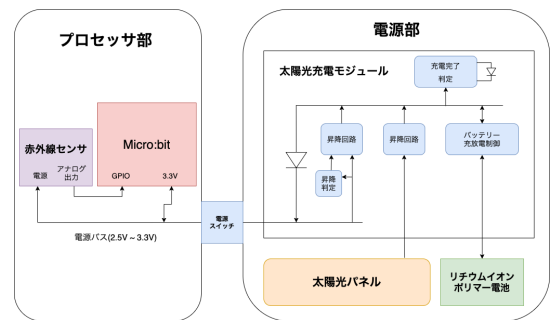 プロセッサ部
電源部
太陽光充電モジュール
充電完了
判定
赤外線センサ
電源
アナログ
出力
Micro:bit
GPIO
3.3V
昇降回路
昇降回路
バッテリー
充放電制御
昇降
判定
電源
スイッチ
電源バス(2.5V ~ 3.3V)
太陽光パネル
リチウムイオン
ポリマー電池